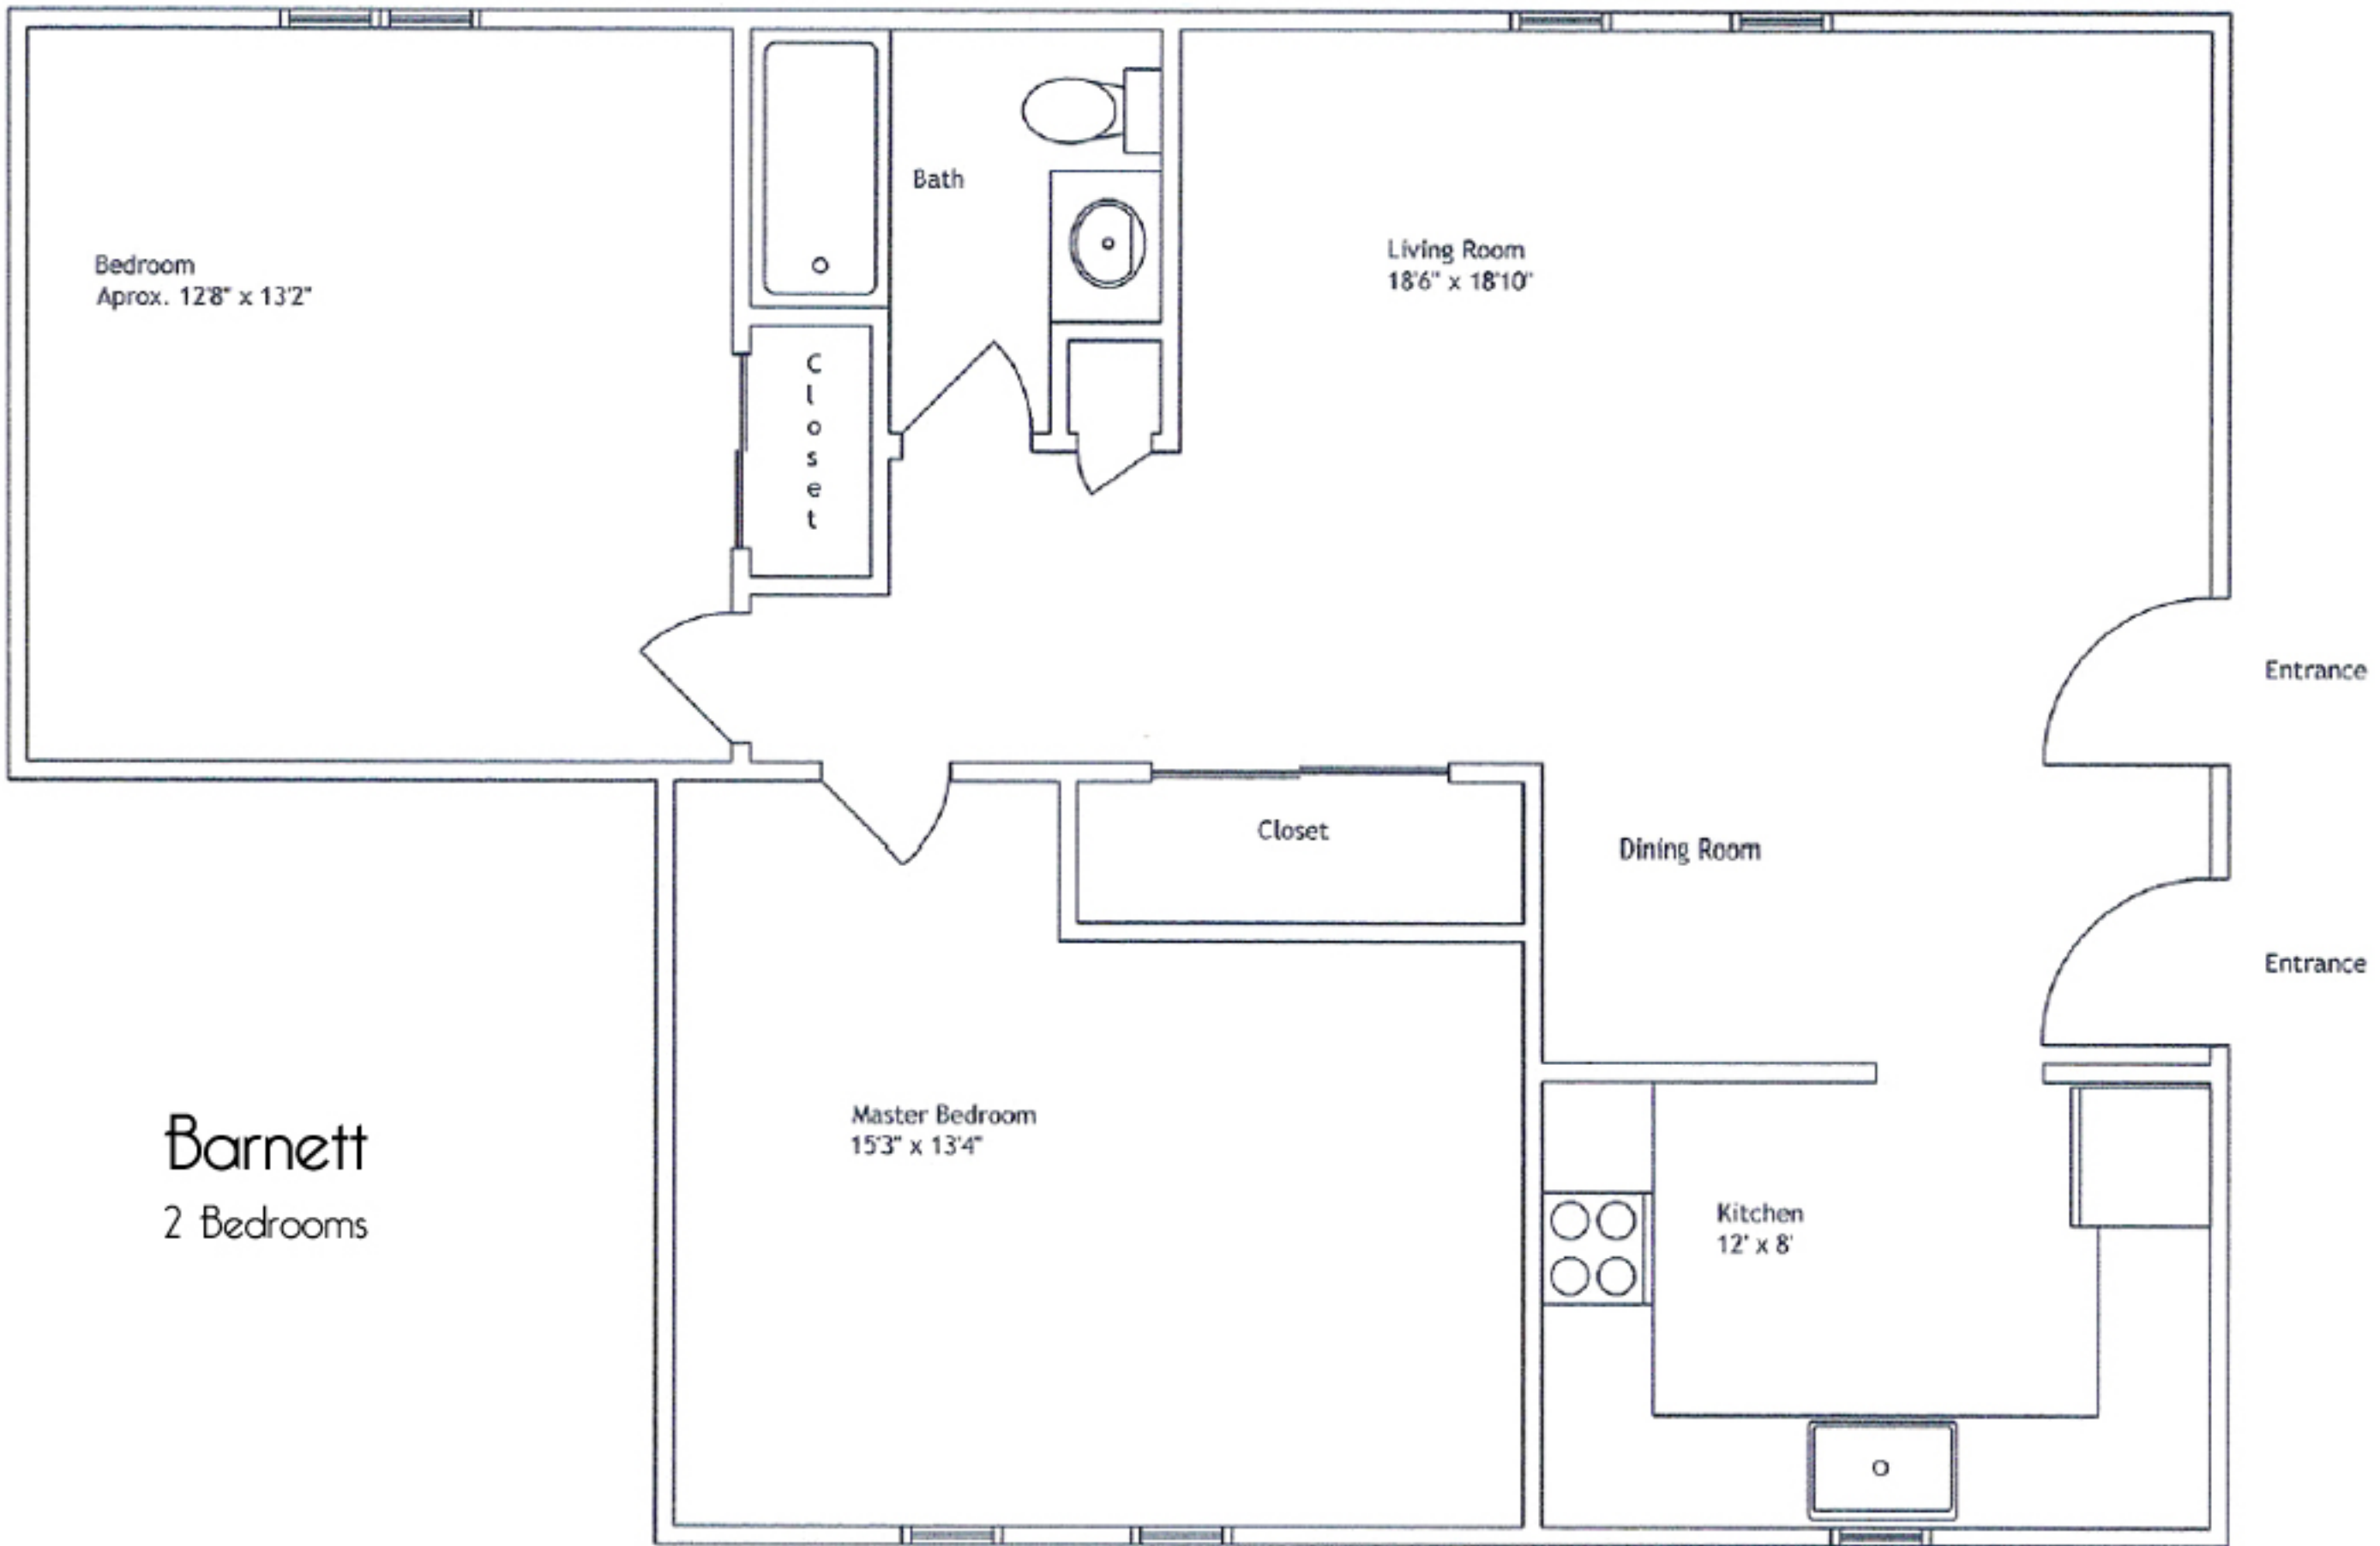 Bath
Living Room
18'6" x 18'10"
Bedroom
Aprox. 12'8" x 13'2"
Closet
Entrance
Closet
Dining Room
Entrance
Master Bedroom
15'3" x 13'4"
Barnett
2 Bedrooms
Kitchen
12' x 8'